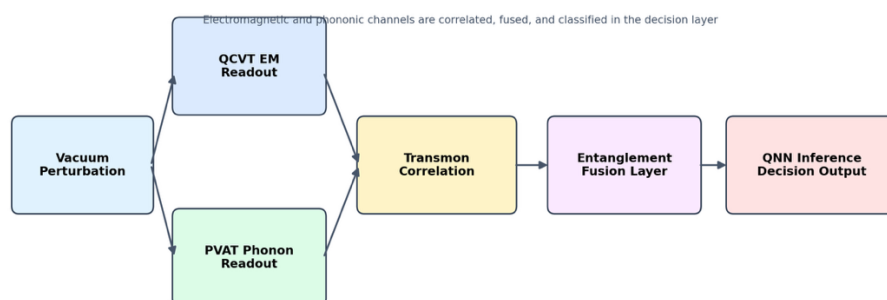 Electromagnetic and phononic channels are correlated, fused, and classified in the decision layer
QCVT EM
Readout
Vacuum
Perturbation
Transmon
Correlation
Entanglement
Fusion Layer
QNN Inference
Decision Output
PVAT Phonon
Readout